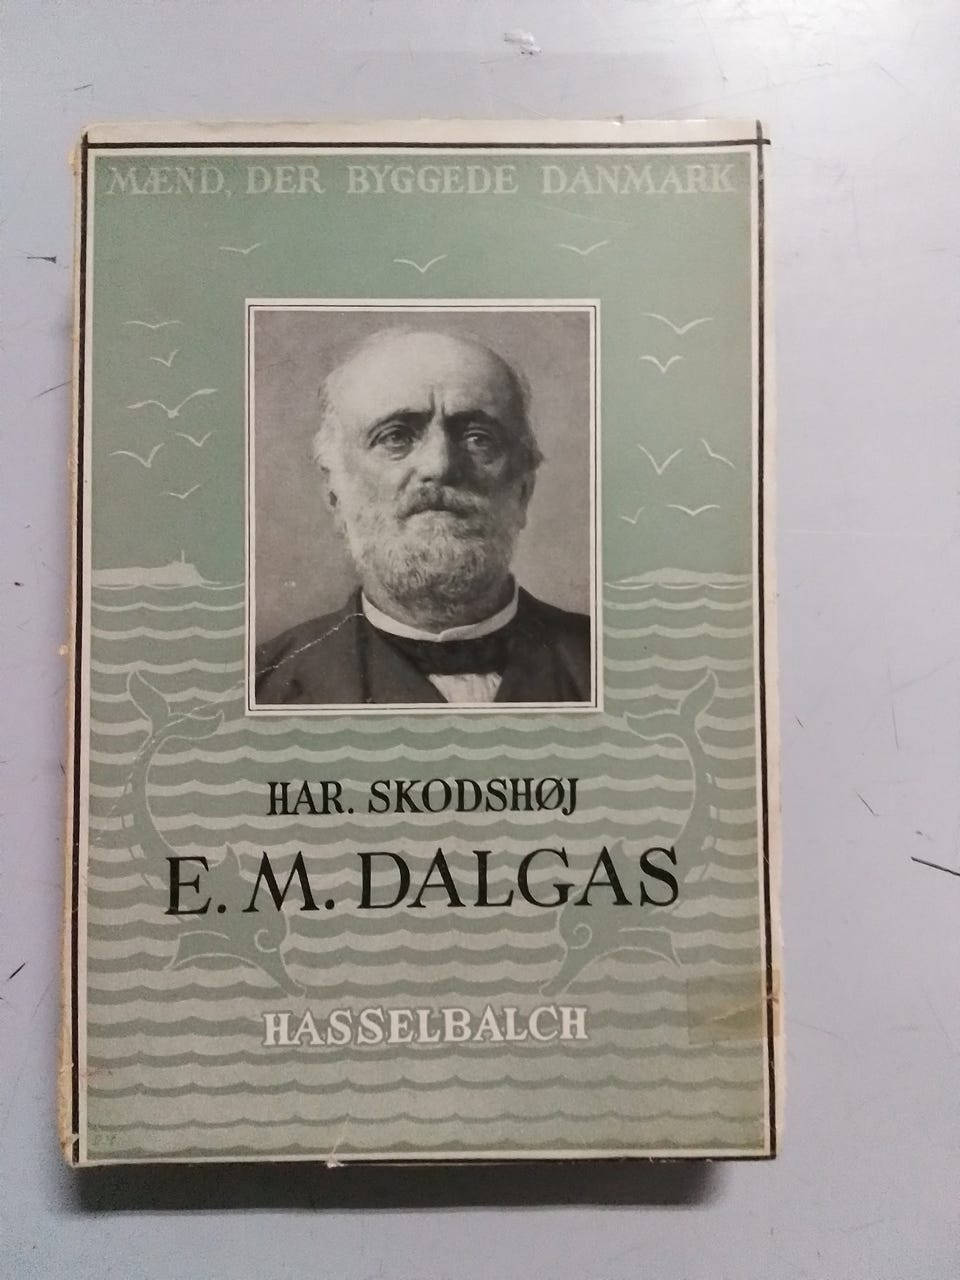 MÆND, DER BYGGEDE DANMARK
HAR. SKODSHØJ
E. M. DALGAS
HASSELBALCH